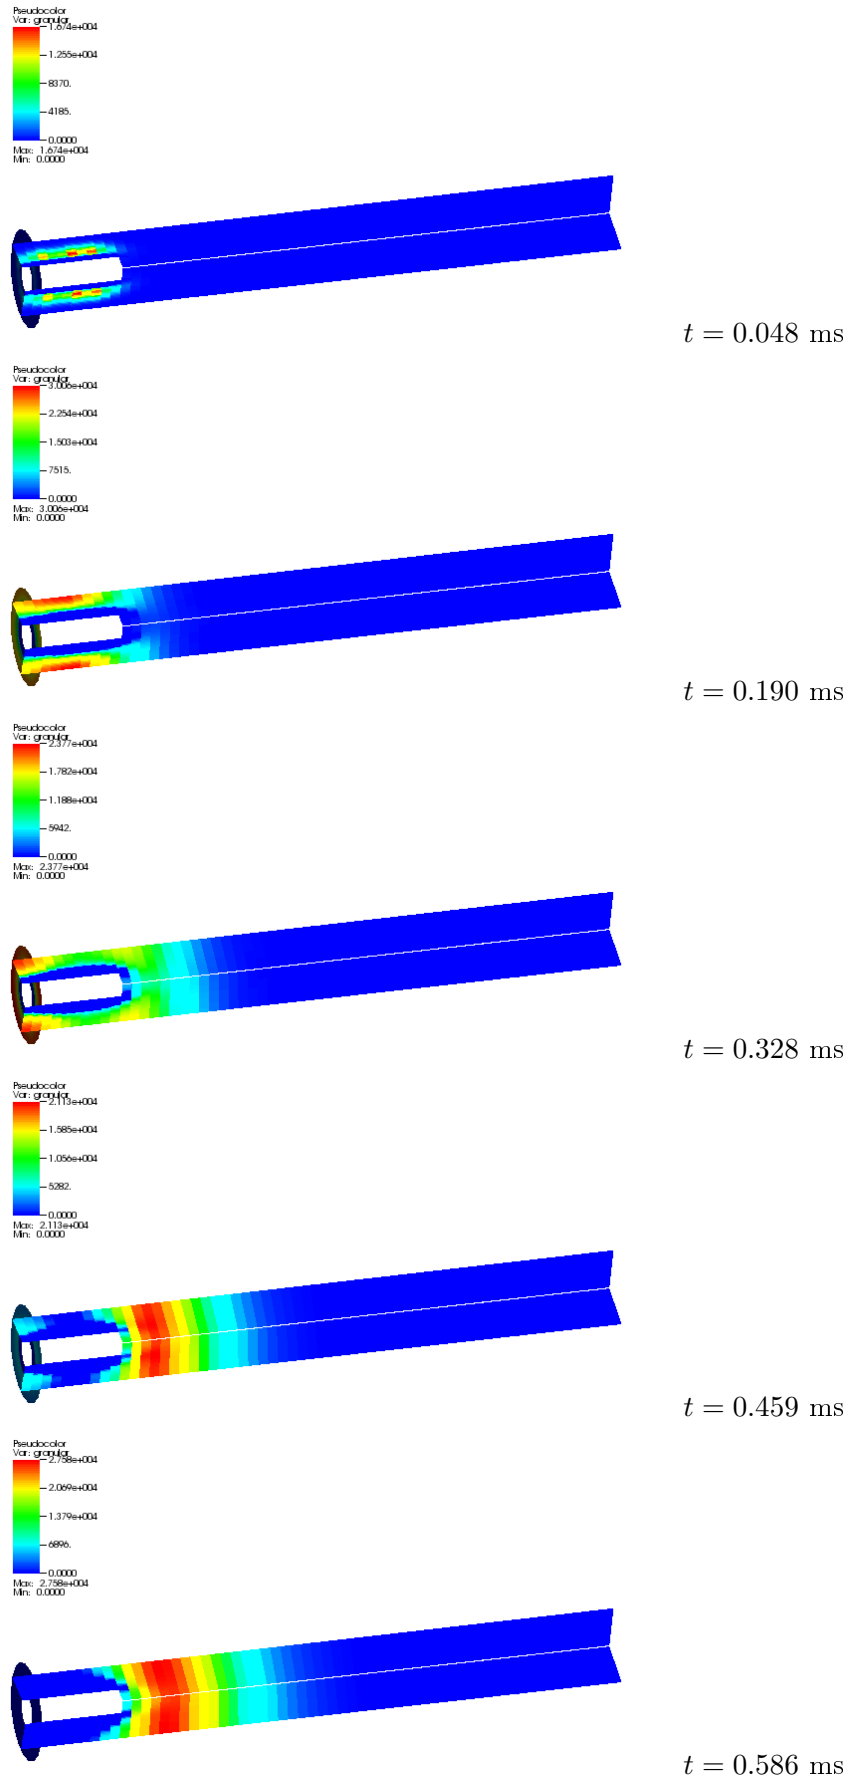 Pseudocolor
Var: granular
1.674e+004
1.255e+004
8370.
4185.
0.0000
Max: 1.674e+004
Min: 0.0000
t = 0.048 ms
Pseudocolor
Var: granular
3.006e+004
2.254e+004
1.503e+004
7515.
0.0000
Max: 3.006e+004
Min: 0.0000
t = 0.190 ms
Pseudocolor
Var: granular
2.377e+004
1.782e+004
1.188e+004
5942.
0.0000
Max: 2.377e+004
Min: 0.0000
t = 0.328 ms
Pseudocolor
Var: granular
2.113e+004
1.585e+004
1.056e+004
5282.
0.0000
Max: 2.113e+004
Min: 0.0000
t = 0.459 ms
Pseudocolor
Var: granular
2.758e+004
2.069e+004
1.379e+004
6896.
0.0000
Max: 2.758e+004
Min: 0.0000
t = 0.586 ms